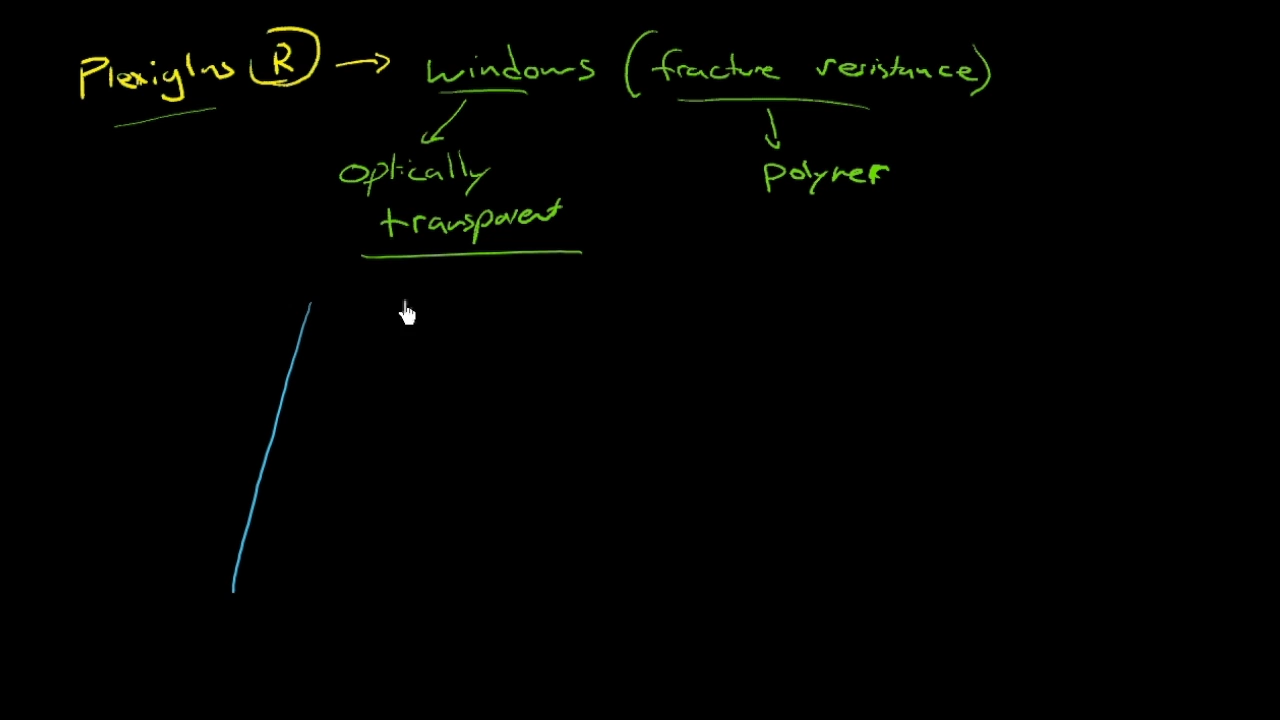 Plexiglas R → windows (fracture resistance)
optically
transparent
polymer